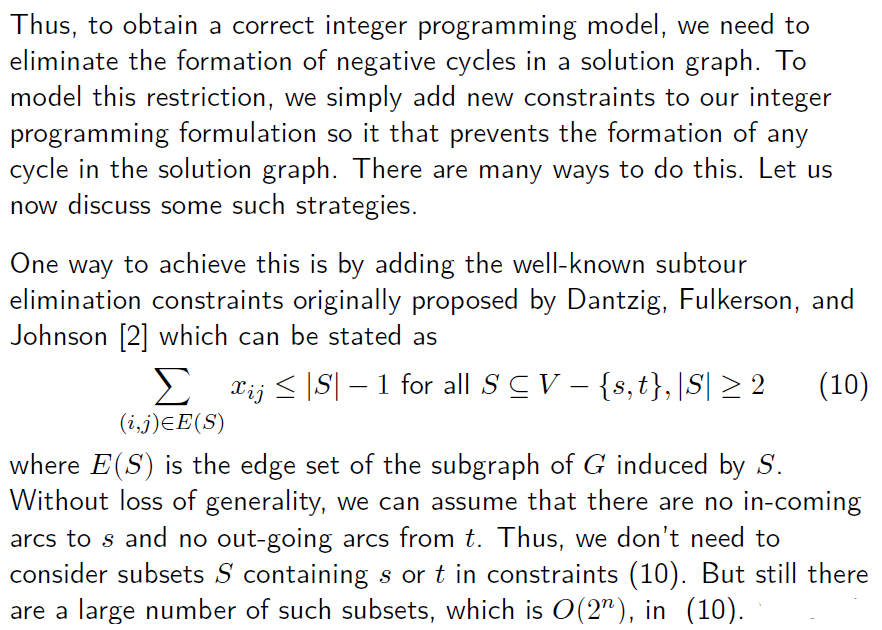 Thus, to obtain a correct integer programming model, we need to
eliminate the formation of negative cycles in a solution graph. To
model this restriction, we simply add new constraints to our integer
programming formulation so it that prevents the formation of any
cycle in the solution graph. There are many ways to do this. Let us
now discuss some such strategies.
One way to achieve this is by adding the well-known subtour
elimination constraints originally proposed by Dantzig, Fulkerson, and
Johnson [2] which can be stated as
∑_{(i,j)∈E(S)} x_{ij} ≤ |S| − 1 for all S ⊆ V − {s, t}, |S| ≥ 2 (10)
where E(S) is the edge set of the subgraph of G induced by S.
Without loss of generality, we can assume that there are no in-coming
arcs to s and no out-going arcs from t. Thus, we don't need to
consider subsets S containing s or t in constraints (10). But still there
are a large number of such subsets, which is O(2^n), in (10).